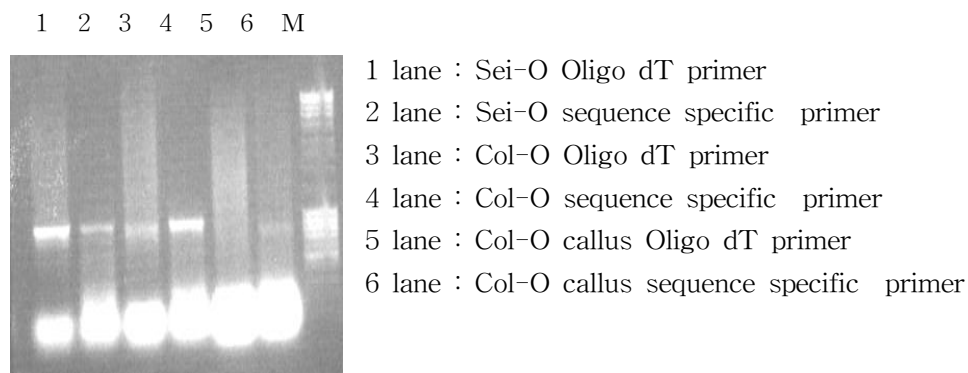 1 2 3 4 5 6 M
1 lane : Sei-O Oligo dT primer
2 lane : Sei-O sequence specific primer
3 lane : Col-O Oligo dT primer
4 lane : Col-O sequence specific primer
5 lane : Col-O callus Oligo dT primer
6 lane : Col-O callus sequence specific primer